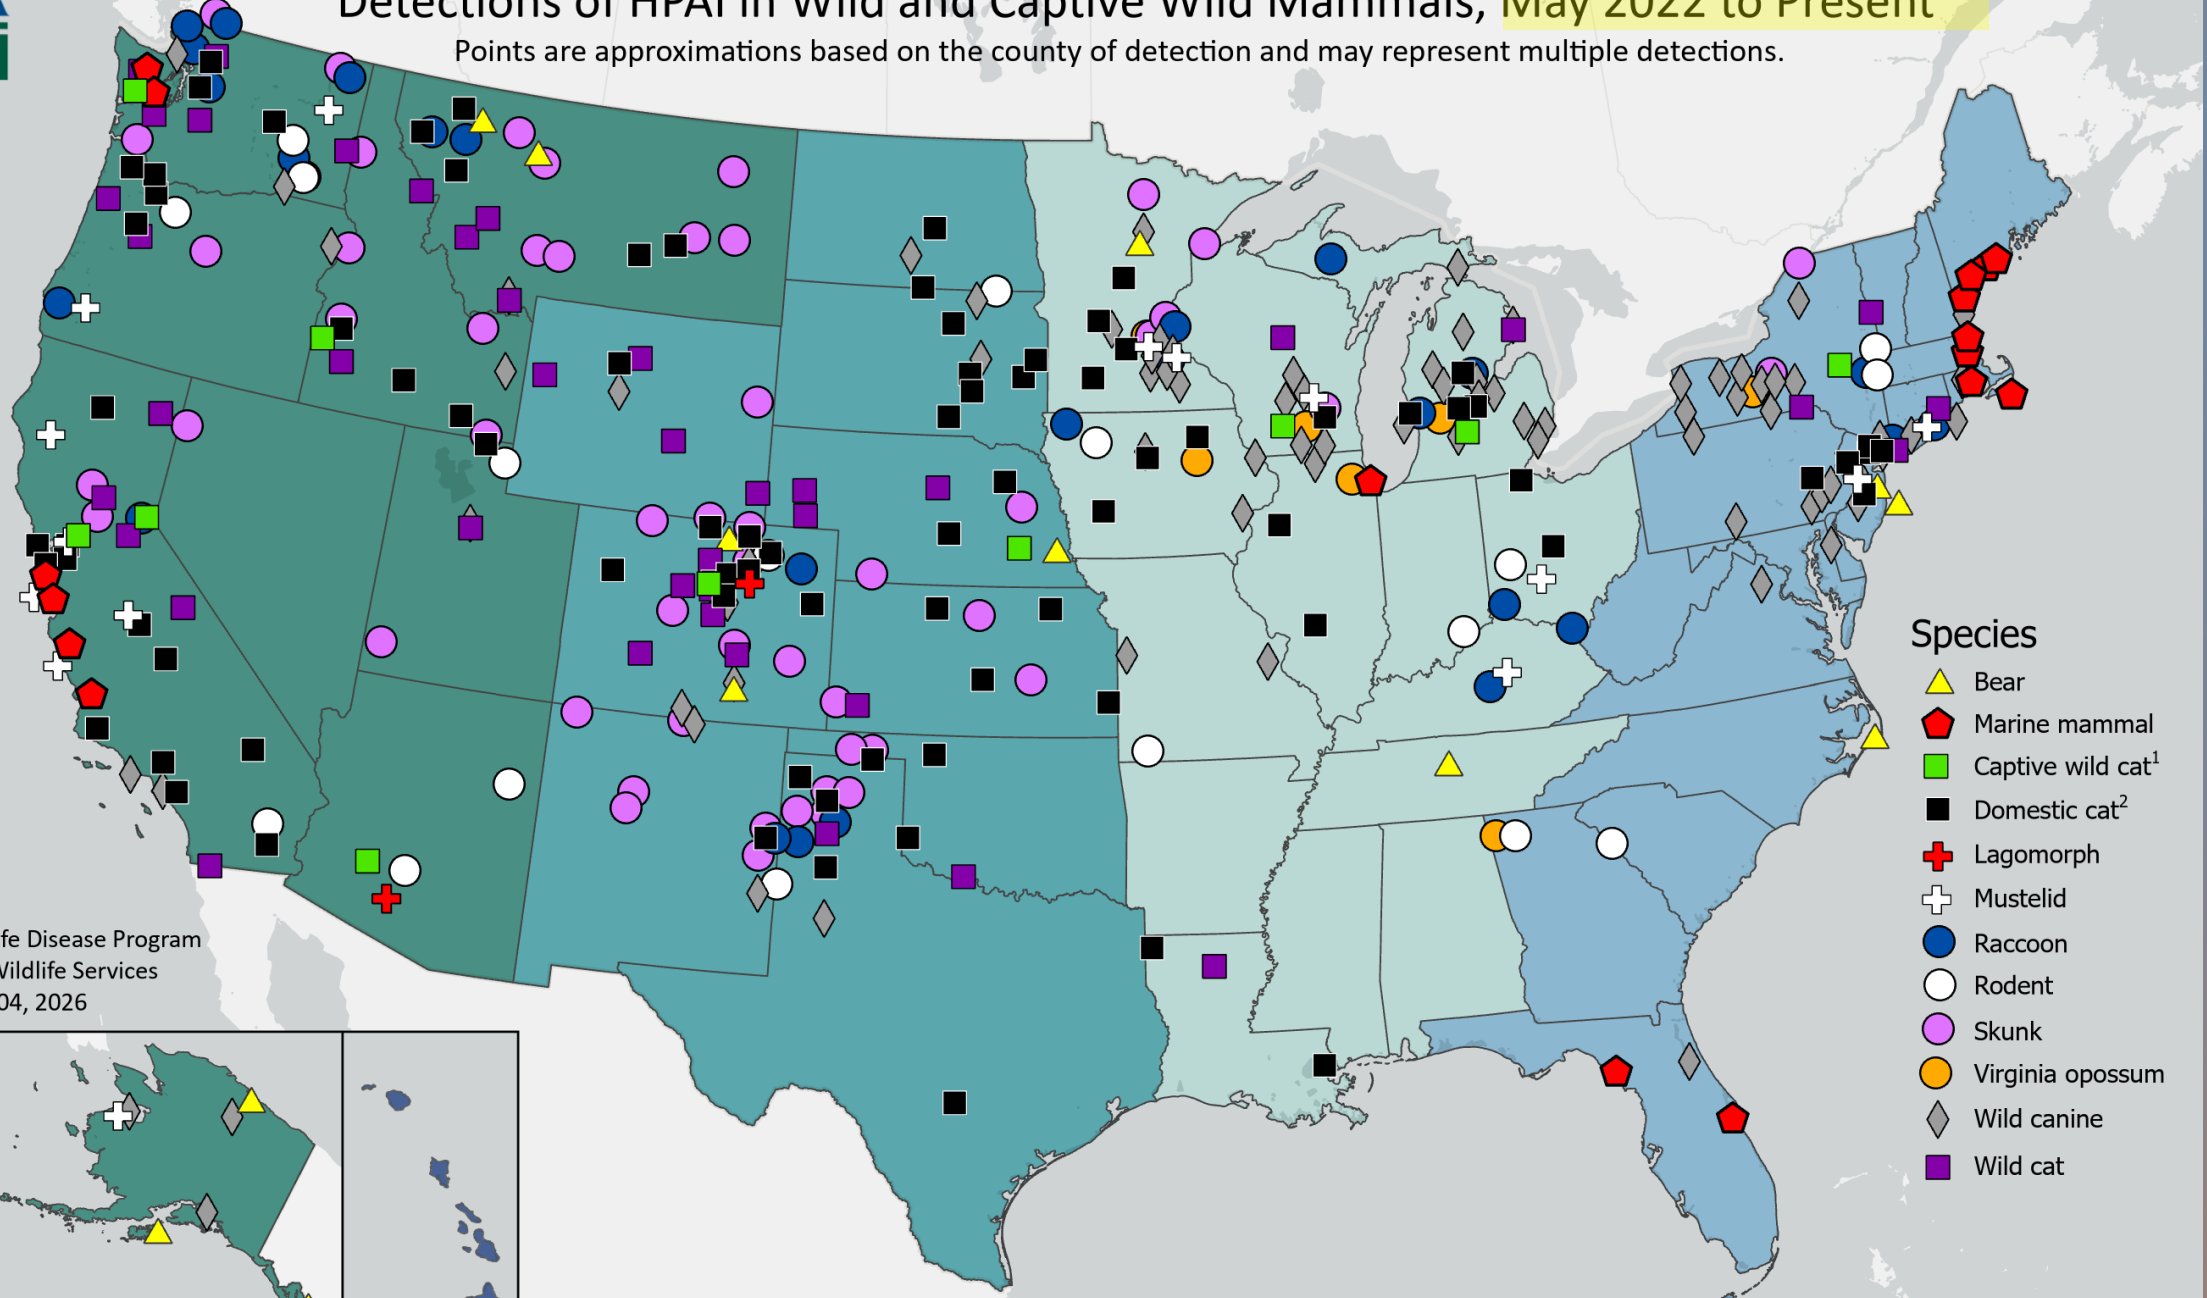 Detections of HPAI in Wild and Captive Wild Mammals, May 2022 to Present
Points are approximations based on the county of detection and may represent multiple detections.
Species
Bear
Marine mammal
Captive wild cat1
Domestic cat2
Lagomorph
Mustelid
Raccoon
Rodent
Skunk
Virginia opossum
Wild canine
Wild cat
fe Disease Program
Wildlife Services
04, 2026